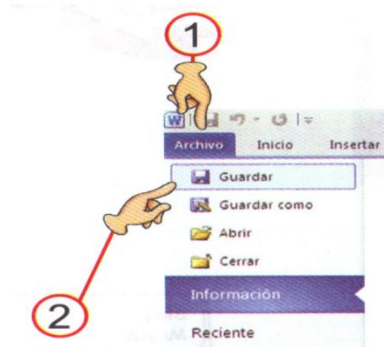 1
W
Archivo Inicio Insertar
Guardar
Guardar como
Abrir
Cerrar
Información
Reciente
2